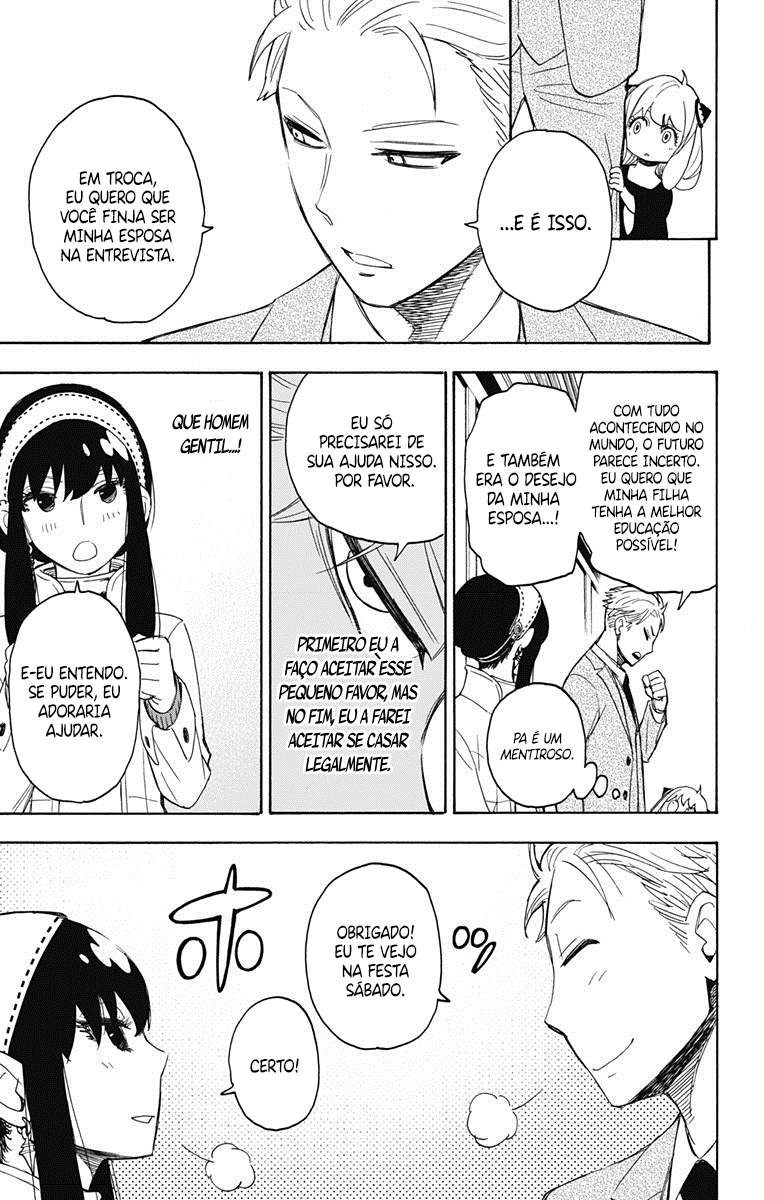 ...E É ISSO.
EM TROCA,
EU QUERO QUE
VOCÊ FINJA SER
MINHA ESPOSA
NA ENTREVISTA.
COM TUDO
ACONTECENDO NO
MUNDO, O FUTURO
PARECE INCERTO.
EU QUERO QUE
MINHA FILHA
TENHA A MELHOR
EDUCAÇÃO
POSSÍVEL!
E TAMBÉM
ERA O DESEJO
DA MINHA
ESPOSA...!
PA É UM
MENTIROSO.
EU SÓ
PRECISAREI DE
SUA AJUDA NISSO.
POR FAVOR.
PRIMEIRO EU A
FAÇO ACEITAR ESSE
PEQUENO FAVOR, MAS
NO FIM, EU A FAREI
ACEITAR SE CASAR
LEGALMENTE.
QUE HOMEM
GENTIL...!
E-EU ENTENDO.
SE PUDER, EU
ADORARIA
AJUDAR.
OBRIGADO!
EU TE VEJO
NA FESTA
SÁBADO.
CERTO!